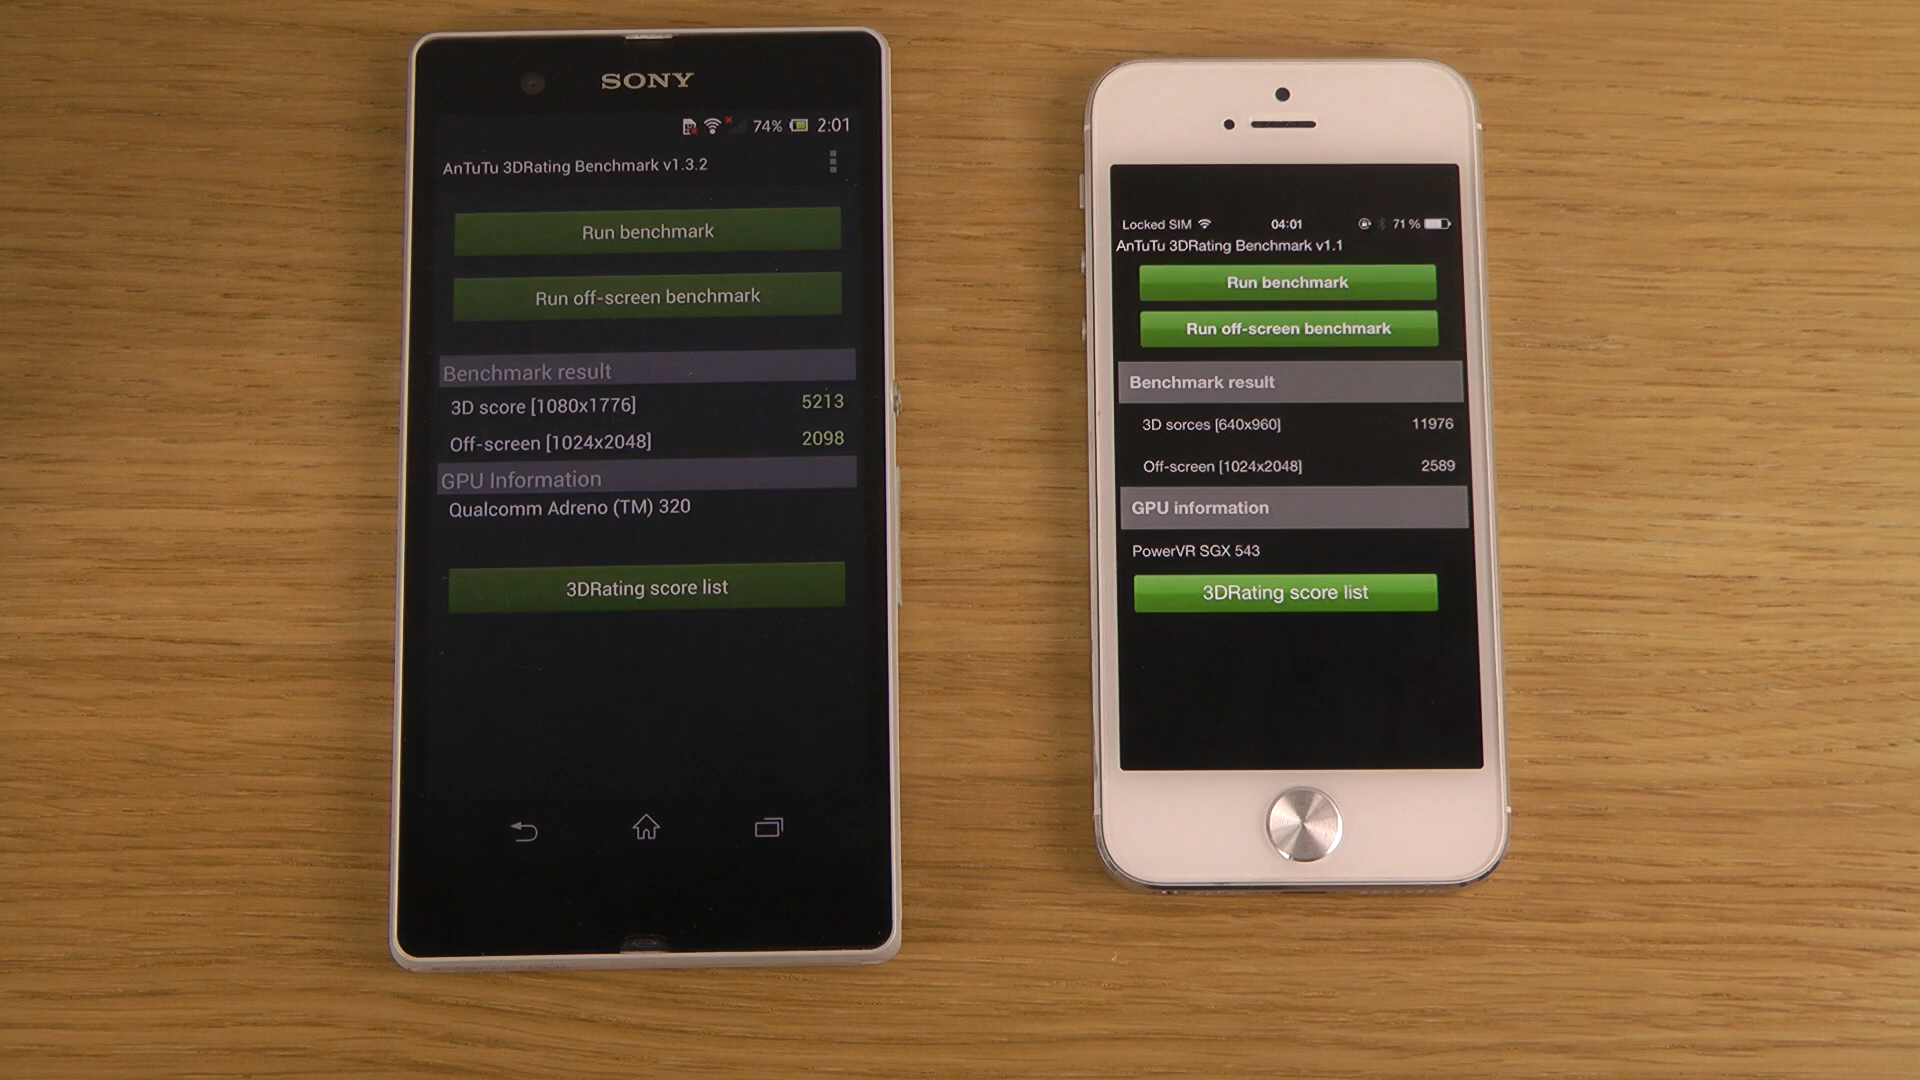 SONY
74% 2:01
AnTuTu 3DRating Benchmark v1.3.2
Run benchmark
Run off-screen benchmark
Benchmark result
3D score [1080x1776] 5213
Off-screen [1024x2048] 2098
GPU Information
Qualcomm Adreno (TM) 320
3DRating score list
Locked SIM 04:01 71 %
AnTuTu 3DRating Benchmark v1.1
Run benchmark
Run off-screen benchmark
Benchmark result
3D sorces [640x960] 11976
Off-screen [1024x2048] 2589
GPU information
PowerVR SGX 543
3DRating score list